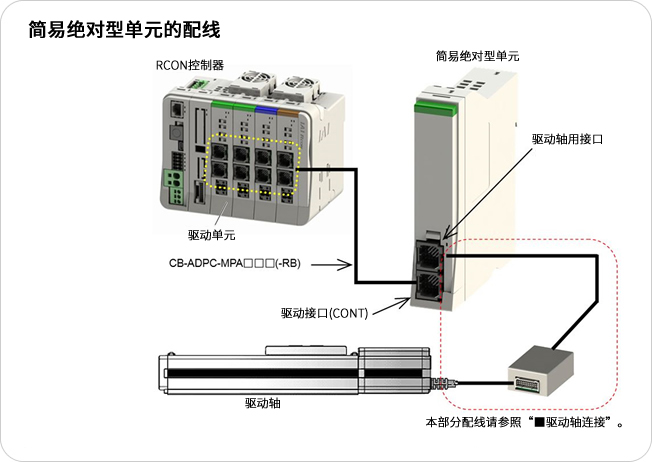 简易绝对型单元的配线
简易绝对型单元
RCON控制器
驱动轴用接口
驱动单元
CB-ADPC-MPA□□□(-RB)
驱动接口(CONT)
驱动轴
本部分配线请参照“■驱动轴连接”。